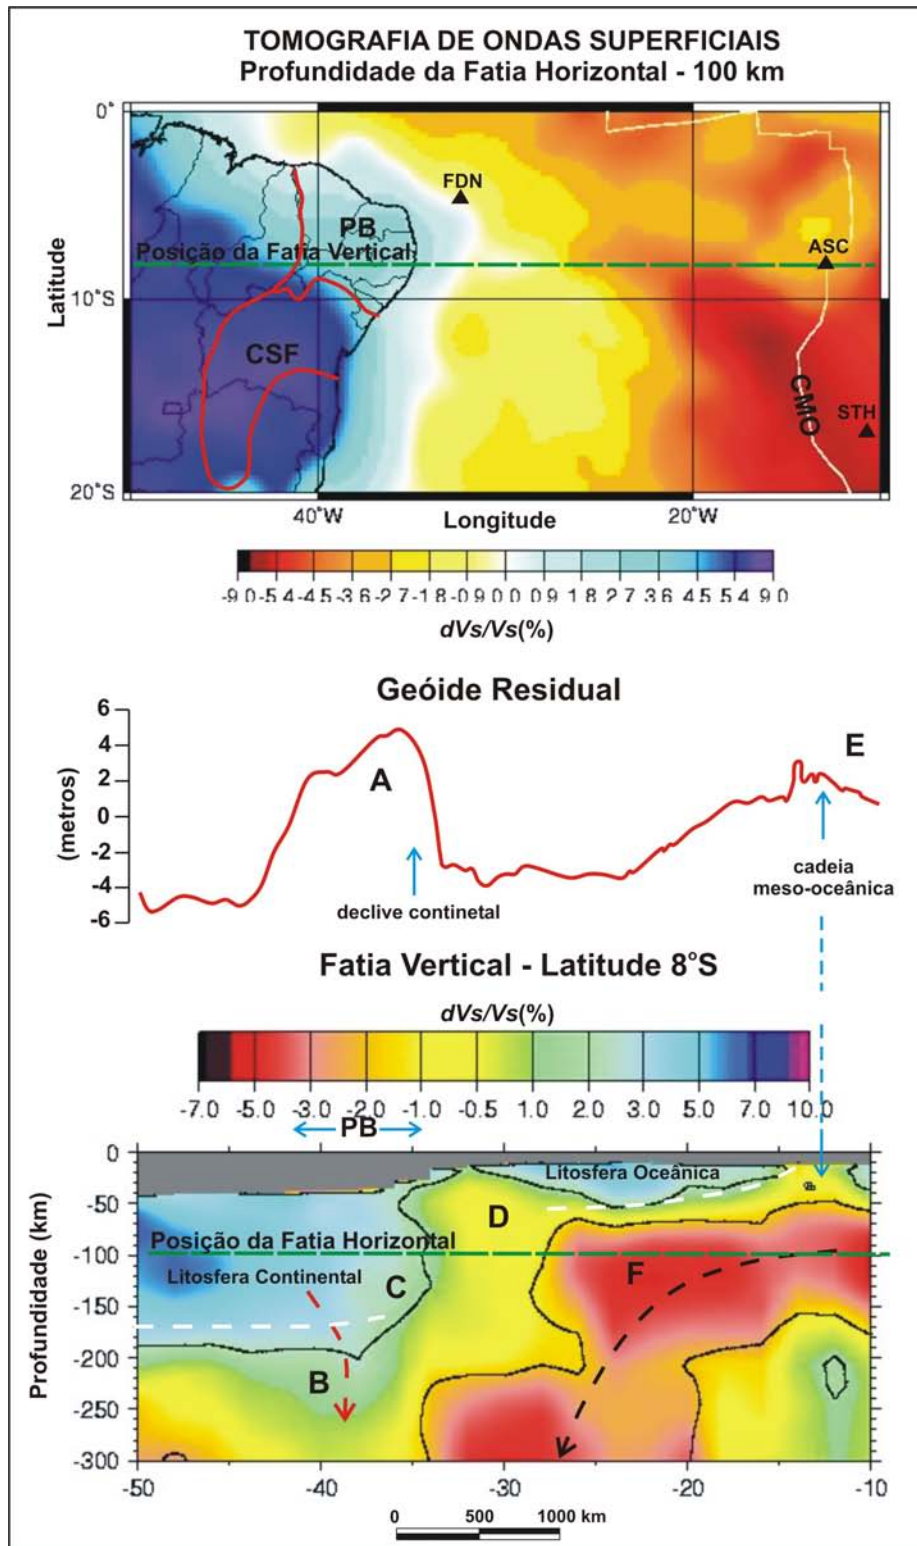 TOMOGRAFIA DE ONDAS SUPERFICIAIS
Profundidade da Fatia Horizontal - 100 km
0°
FDN
PB
Posição da Fatia Vertical
ASC
Latitude
10°S
CSF
CMO
STH
20°S
40°W
Longitude
20°W
-9 0-5 4-4.5-3.6-2 7-1.8-0 9 0 0 0.9 1 8 2 7 3.6 4 5 5.4 9 0
dVs/Vs(%)
Geóide Residual
6
4
2
0
-2
-4
-6
(metros)
A
E
declive continetal
cadeia
meso-oceânica
Fatia Vertical - Latitude 8°S
dVs/Vs(%)
-7.0 -5.0 -3.0 -2.0 -1.0 -0.5 1.0 2.0 3.0 5.0 7.0 10.0
PB
0
-50
-100
-150
-200
-250
-300
Profundidade (km)
Litosfera Oceânica
D
Posição da Fatia Horizontal
Litosfera Continental
C
F
B
-50 -40 -30 -20 -10
0 500 1000 km